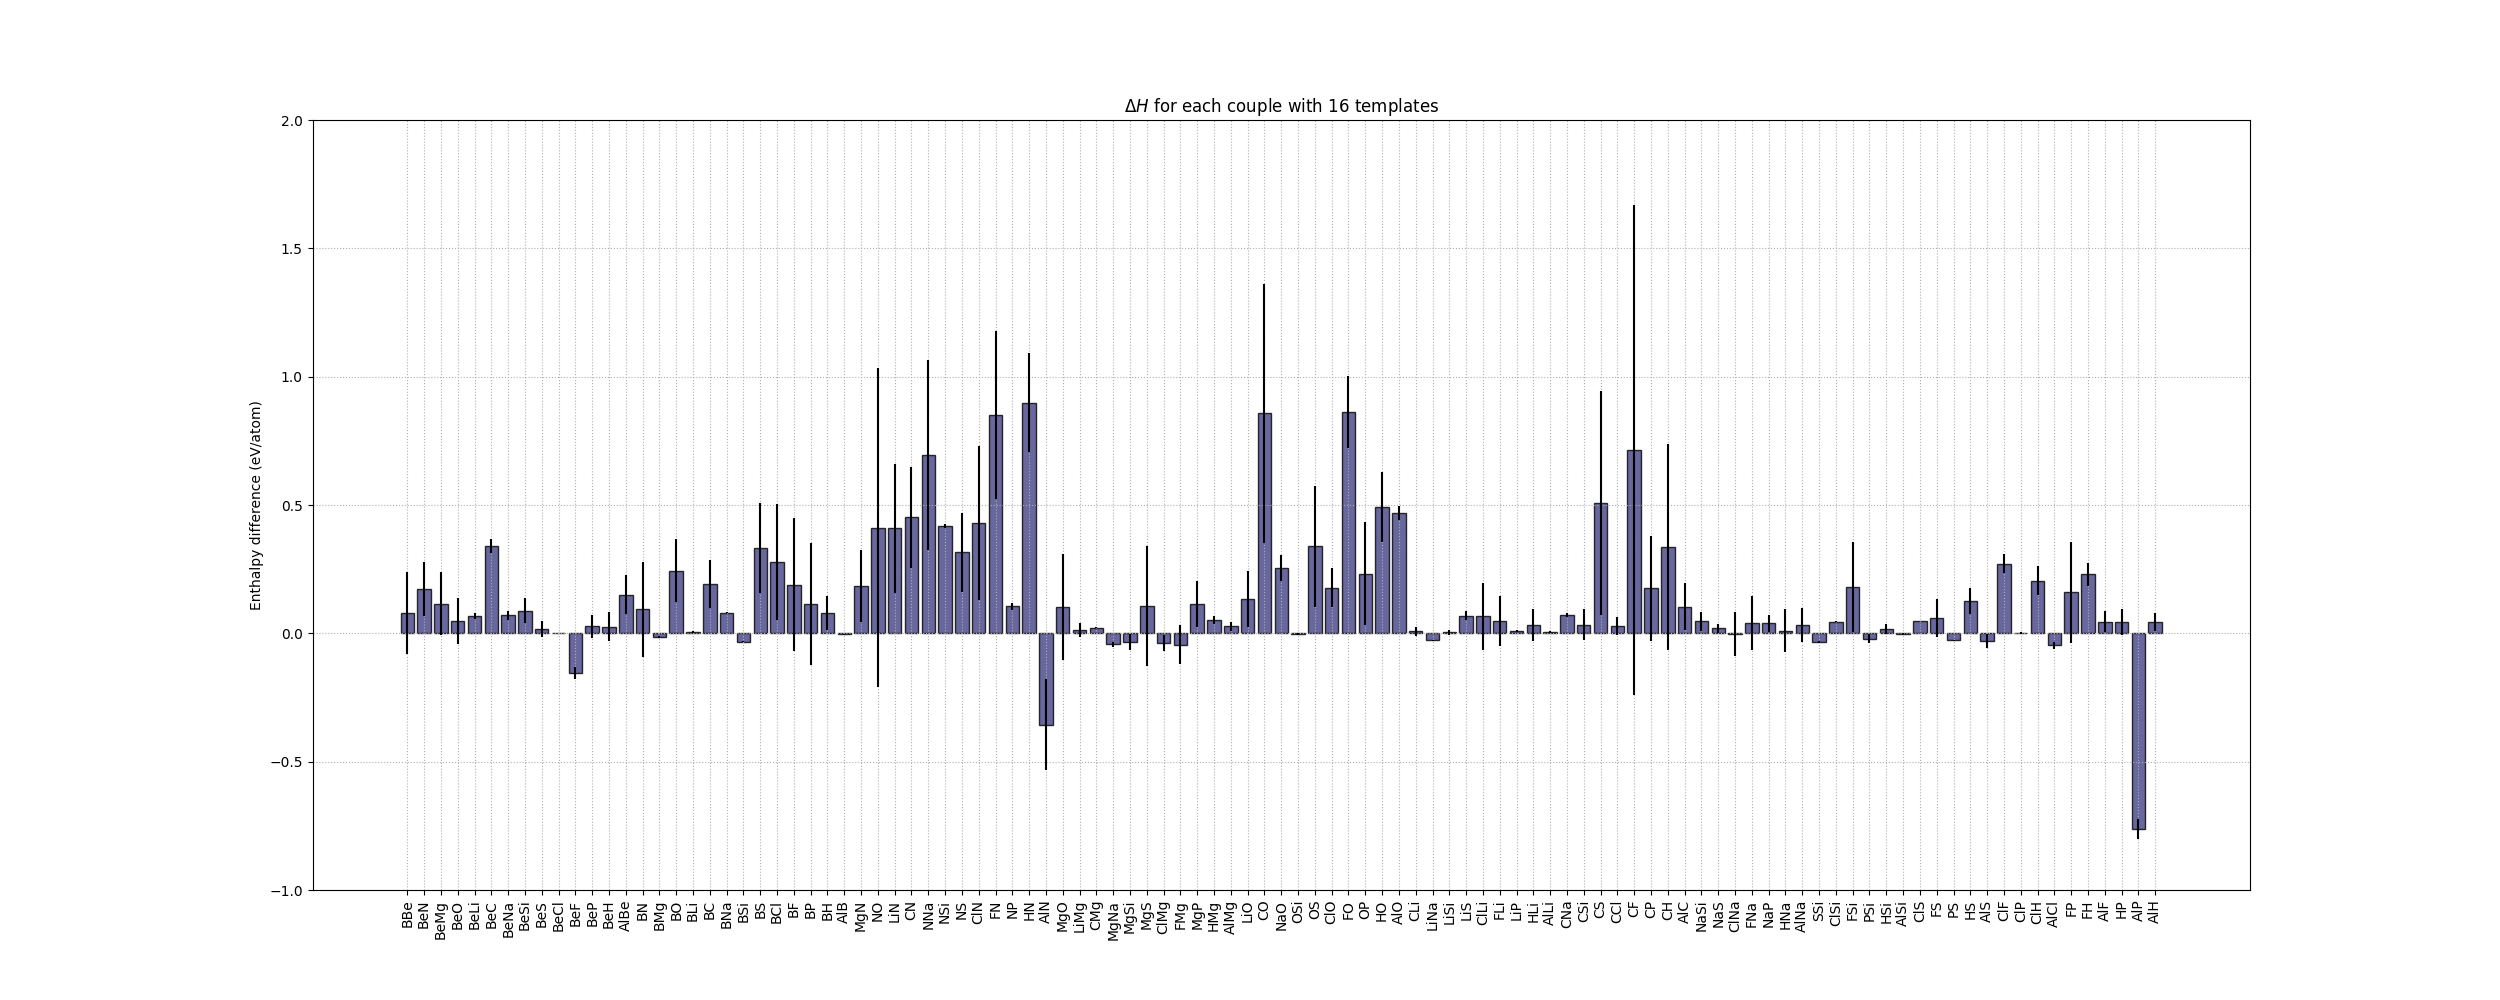 ΔH for each couple with 16 templates
Enthalpy difference (eV/atom)
2.0
1.5
1.0
0.5
0.0
−0.5
−1.0
BBe
BeN
BeMg
BeO
BeLi
BeC
BeNa
BeSi
BeS
BeCl
BeF
BeP
BeH
AlBe
BN
BMg
BO
BLi
BC
BNa
BSi
BS
BCl
BF
BP
BH
AlB
MgN
NO
LiN
CN
NNa
NSi
NS
ClN
FN
NP
HN
AlN
MgO
LiMg
CMg
MgNa
MgSi
MgS
ClMg
FMg
MgP
HMg
AlMg
LiO
CO
NaO
OSi
OS
ClO
FO
OP
HO
AlO
CLi
LiNa
LiSi
LiS
ClLi
FLi
LiP
HLi
AlLi
CNa
CSi
CS
CCl
CF
CP
CH
AlC
NaSi
NaS
ClNa
FNa
NaP
HNa
AlNa
SSi
ClSi
FSi
PSi
HSi
AlSi
ClS
FS
PS
HS
AlS
ClF
ClP
ClH
AlCl
FP
FH
AlF
HP
AlP
AlH